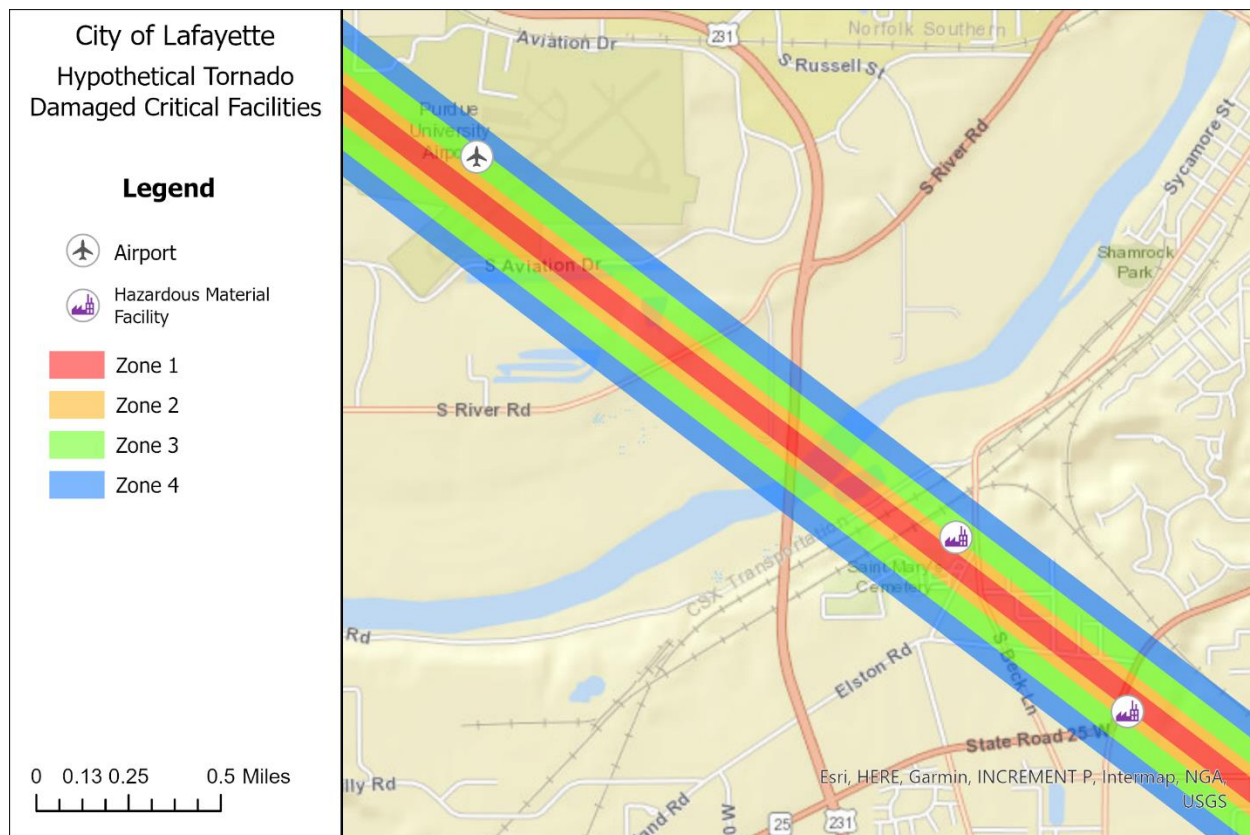 City of Lafayette
Hypothetical Tornado
Damaged Critical Facilities
Legend
Airport
Hazardous Material
Facility
Zone 1
Zone 2
Zone 3
Zone 4
0 0.13 0.25 0.5 Miles
Aviation Dr
231
Norfolk Southern
S Russell St
Purdue
University
Airport
S River Rd
Sycamore St
Shamrock
Park
S Aviation Dr
S River Rd
CSX Transportation
Saint Mary's
Cemetery
Rd
Elston Rd
S Beck Ln
State Road 25 W
lly Rd
and Rd
0 W
25
231
Esri, HERE, Garmin, INCREMENT P, Intermap, NGA,
USGS